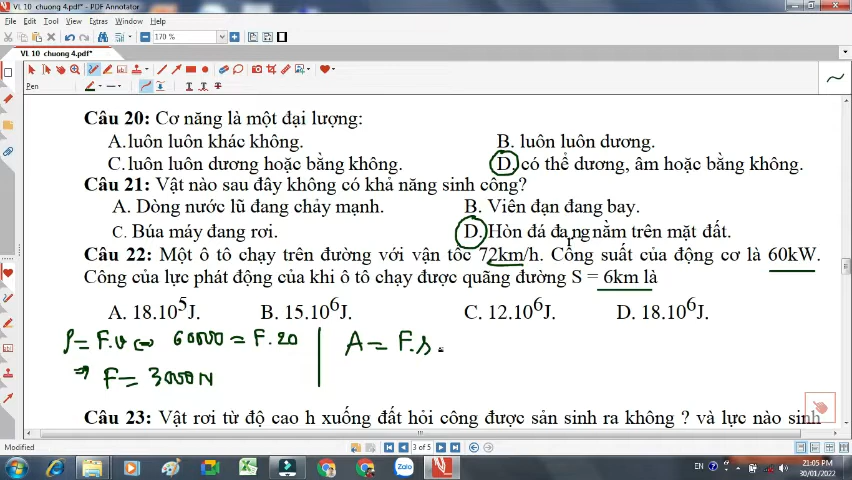 VL 10 chuong 4.pdf* - PDF Annotator
File Edit Tool View Extras Window Help
170 %
VL 10 chuong 4.pdf*
Pen
Câu 20: Cơ năng là một đại lượng:
A.luôn luôn khác không. B. luôn luôn dương.
C.luôn luôn dương hoặc bằng không. D. có thể dương, âm hoặc bằng không.
Câu 21: Vật nào sau đây không có khả năng sinh công?
A. Dòng nước lũ đang chảy mạnh. B. Viên đạn đang bay.
C. Búa máy đang rơi. D. Hòn đá đang nằm trên mặt đất.
Câu 22: Một ô tô chạy trên đường với vận tốc 72km/h. Công suất của động cơ là 60kW.
Công của lực phát động của khi ô tô chạy được quãng đường S = 6km là
A. 18.10⁵J. B. 15.10⁶J. C. 12.10⁶J. D. 18.10⁶J.
P = F.v ⇔ 60000 = F.20 A = F.s =
⇒ F = 3000N
Câu 23: Vật rơi từ độ cao h xuống đất hỏi công được sản sinh ra không ? và lực nào sinh
Modified 3 of 5
EN 21:05 PM
Zalo 30/01/2022